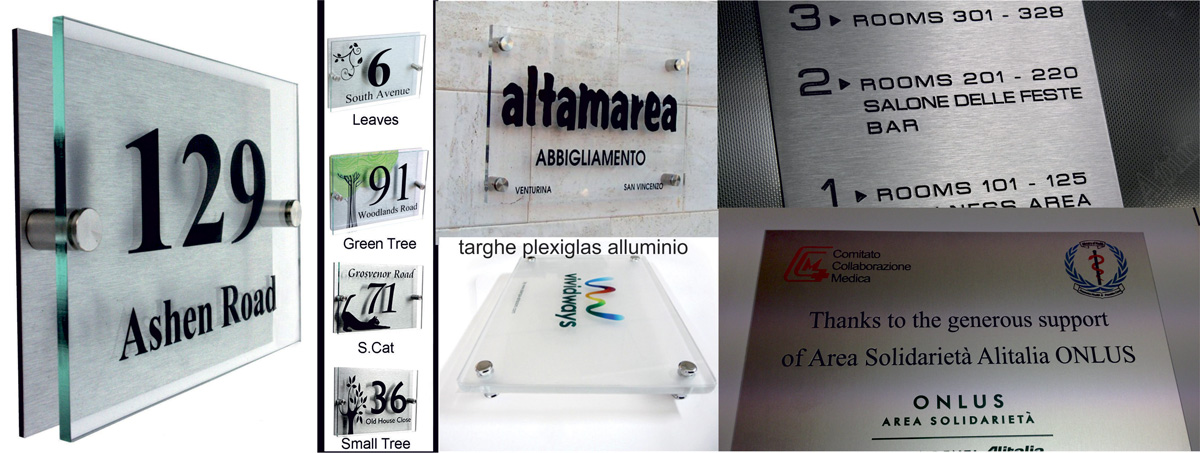 129
Ashen Road
6
South Avenue
Leaves
91
Woodlands Road
Green Tree
Grosvenor Road
71
S.Cat
36
Old House Close
Small Tree
altamarea
ABBIGLIAMENTO
VENTURINA
SAN VINCENZO
targhe plexiglas alluminio
vividways
3 ▶ ROOMS 301 - 328
2 ▶ ROOMS 201 - 220
SALONE DELLE FESTE
BAR
1 ▶ ROOMS 101 - 125
AREA
Comitato
Collaborazione
Medica
Thanks to the generous support
of Area Solidarietà Alitalia ONLUS
ONLUS
AREA SOLIDARIETÀ
Alitalia